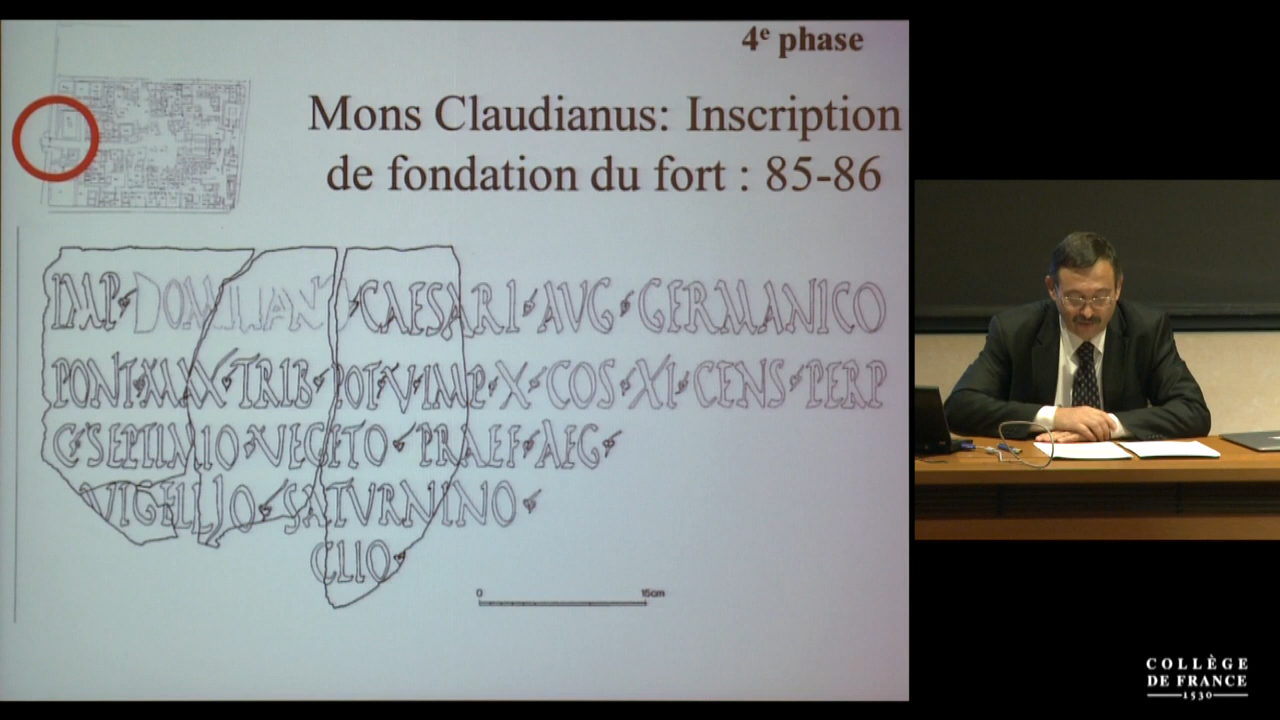 4e phase
Mons Claudianus: Inscription
de fondation du fort : 85-86
IMP DOMITIANO CAESARI AVG GERMANICO
PONT MAX TRIB POT V IMP X COS XI CENS PERP
C SEPTIMIO VEGETO PRAEF AEG
VIGELLIO SATVRNINO
CLIO
0 15cm
COLLÈGE
DE FRANCE
1530